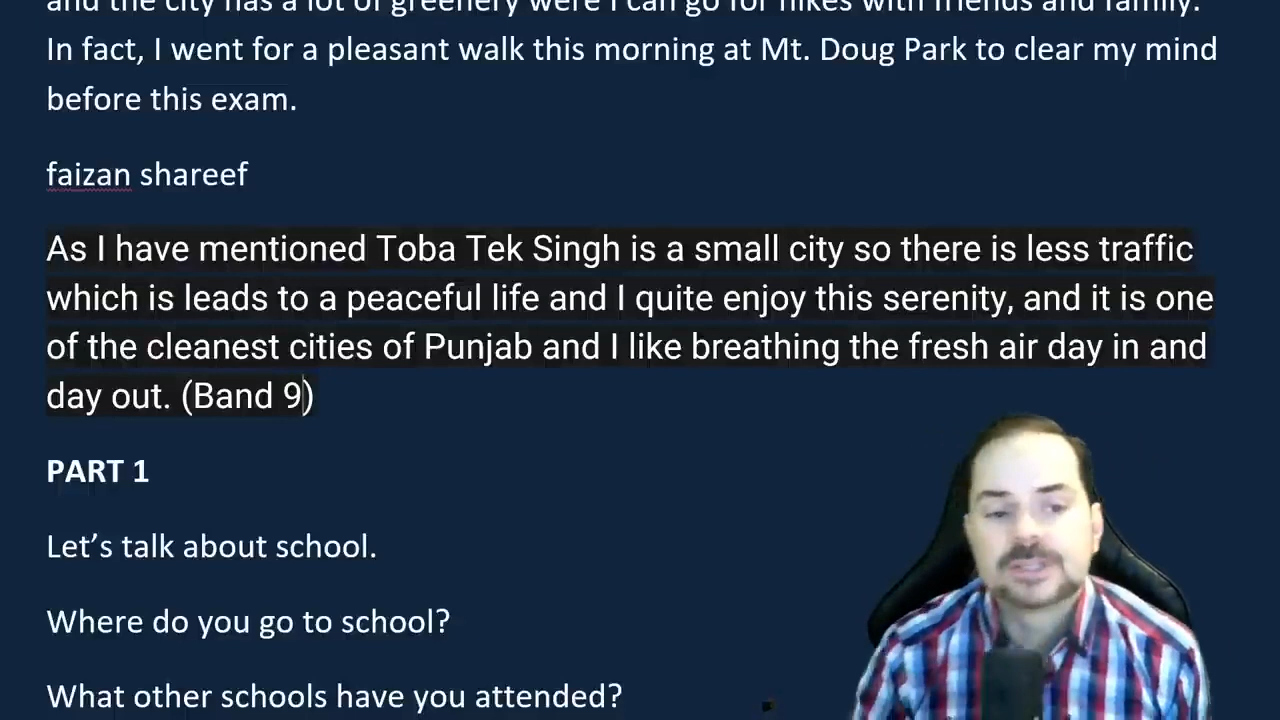 and the city has a lot of greenery were I can go for hikes with friends and family.
In fact, I went for a pleasant walk this morning at Mt. Doug Park to clear my mind
before this exam.
faizan shareef
As I have mentioned Toba Tek Singh is a small city so there is less traffic
which is leads to a peaceful life and I quite enjoy this serenity, and it is one
of the cleanest cities of Punjab and I like breathing the fresh air day in and
day out. (Band 9)
PART 1
Let’s talk about school.
Where do you go to school?
What other schools have you attended?